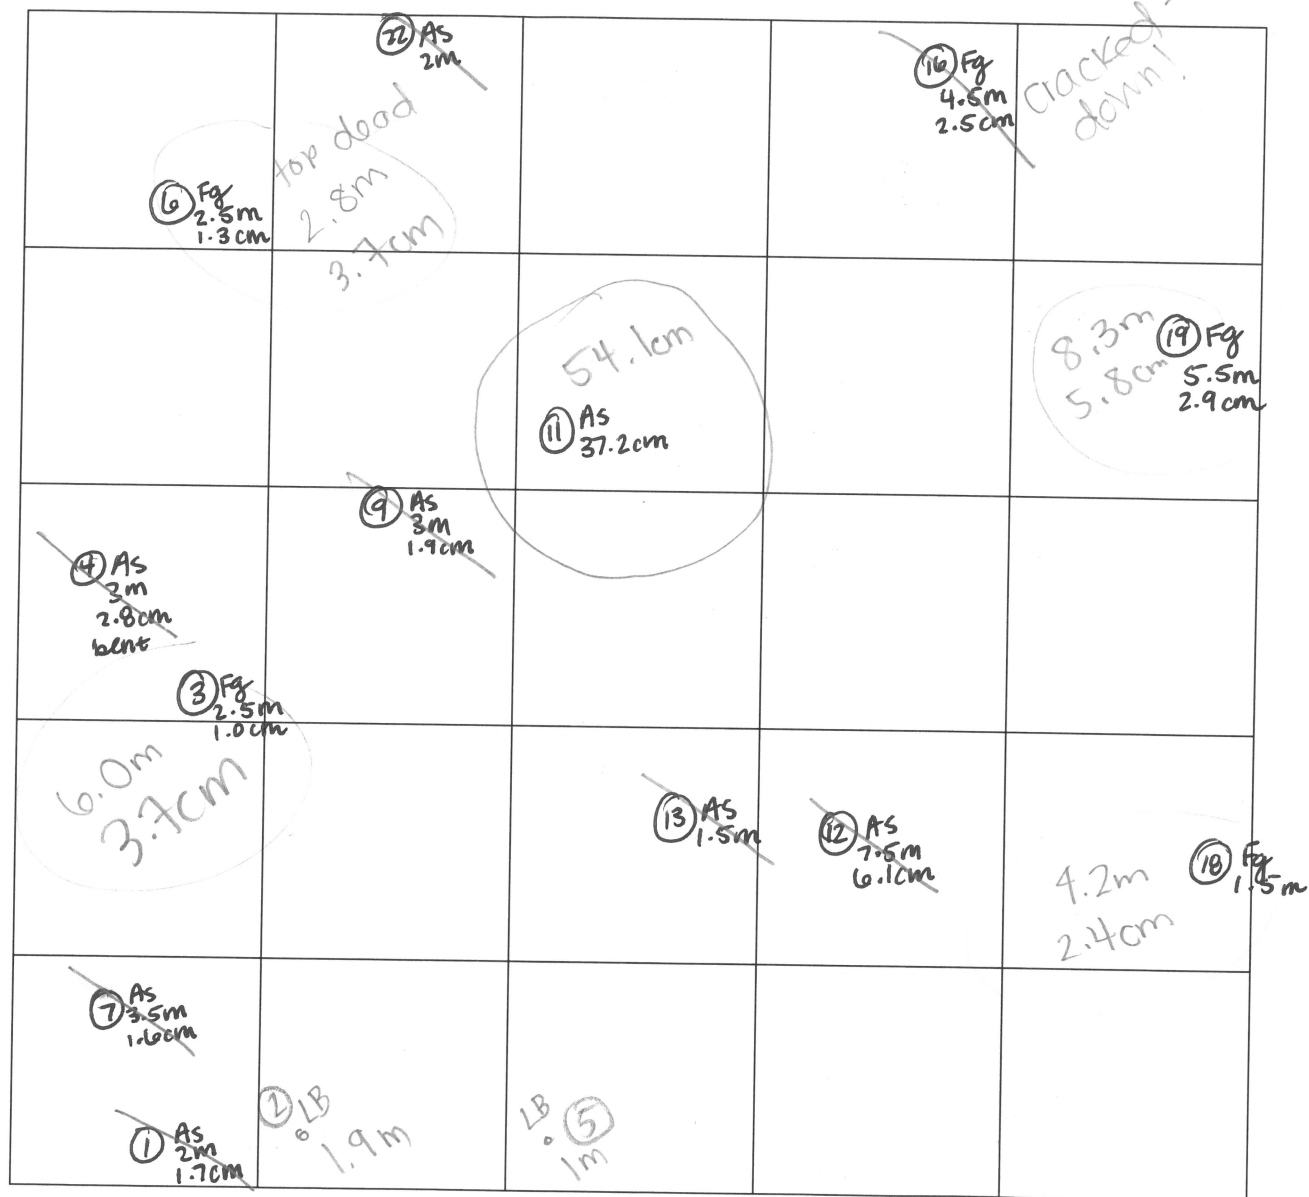 22 As
2m
16 Fg
4.5m
2.5cm
Cracked
down!
top dead
2.8m
3.7cm
6 Fg
2.5m
1.3cm
54.1cm
11 As
37.2cm
8.3m
5.8cm
19 Fg
5.5m
2.9cm
9 As
3m
1.9cm
4 As
3m
2.8cm
bent
3 Fg
2.5m
1.0cm
6.0m
3.7cm
13 As
1.5m
12 As
7.5m
6.1cm
18 Fg
1.5m
4.2m
2.4cm
7 As
3.5m
1.6cm
1 As
2m
1.7cm
2 LB
1.9m
LB 5
1m